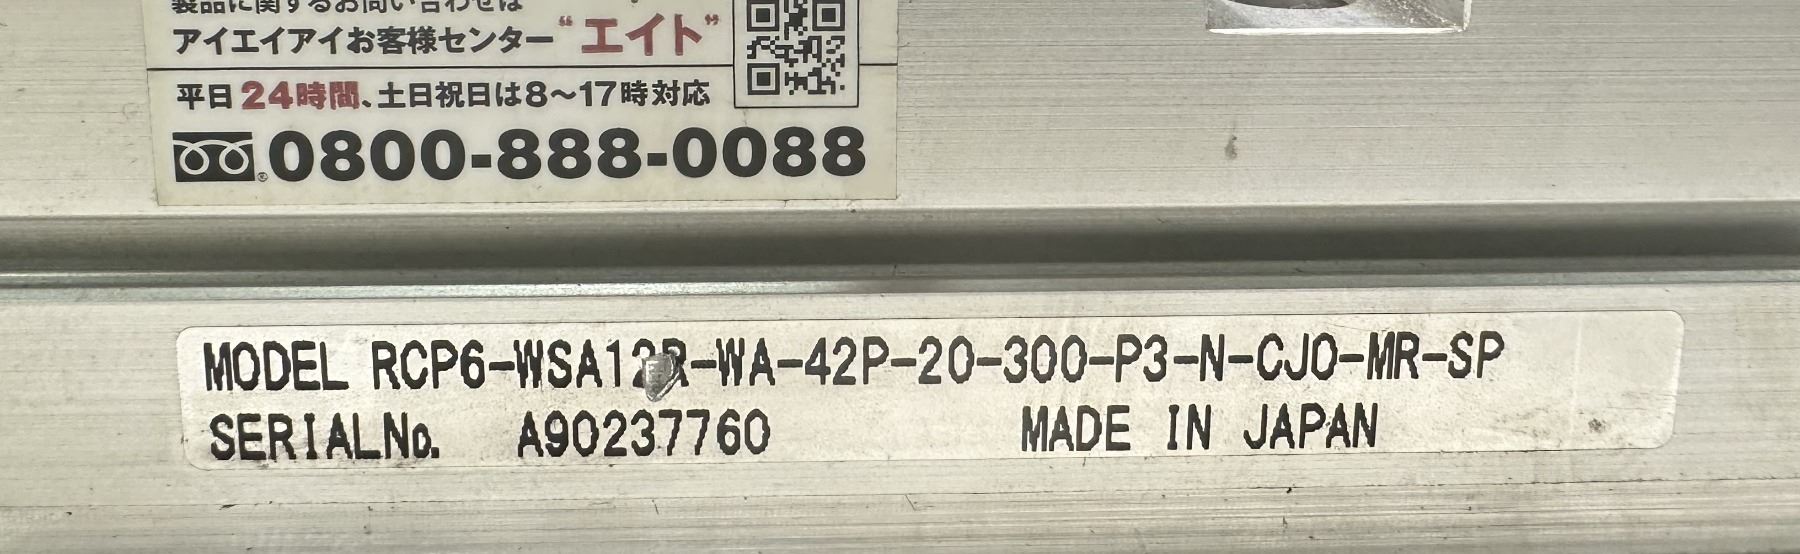 製品に関するお問い合わせは
アイエイアイお客様センター“エイト”
平日24時間、土日祝日は8〜17時対応
0800-888-0088
MODEL RCP6-WSA12R-WA-42P-20-300-P3-N-CJO-MR-SP
SERIALNo. A90237760 MADE IN JAPAN